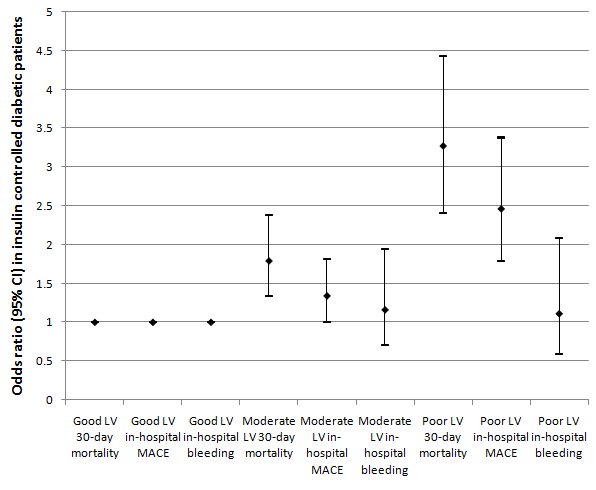 Odds ratio (95% CI) in insulin controlled diabetic patients
5
4.5
4
3.5
3
2.5
2
1.5
1
0.5
0
Good LV
30-day
mortality
Good LV
in-hospital
MACE
Good LV
in-hospital
bleeding
Moderate
LV 30-day
mortality
Moderate
LV in-
hospital
MACE
Moderate
LV in-
hospital
bleeding
Poor LV
30-day
mortality
Poor LV
in-hospital
MACE
Poor LV
in-hospital
bleeding